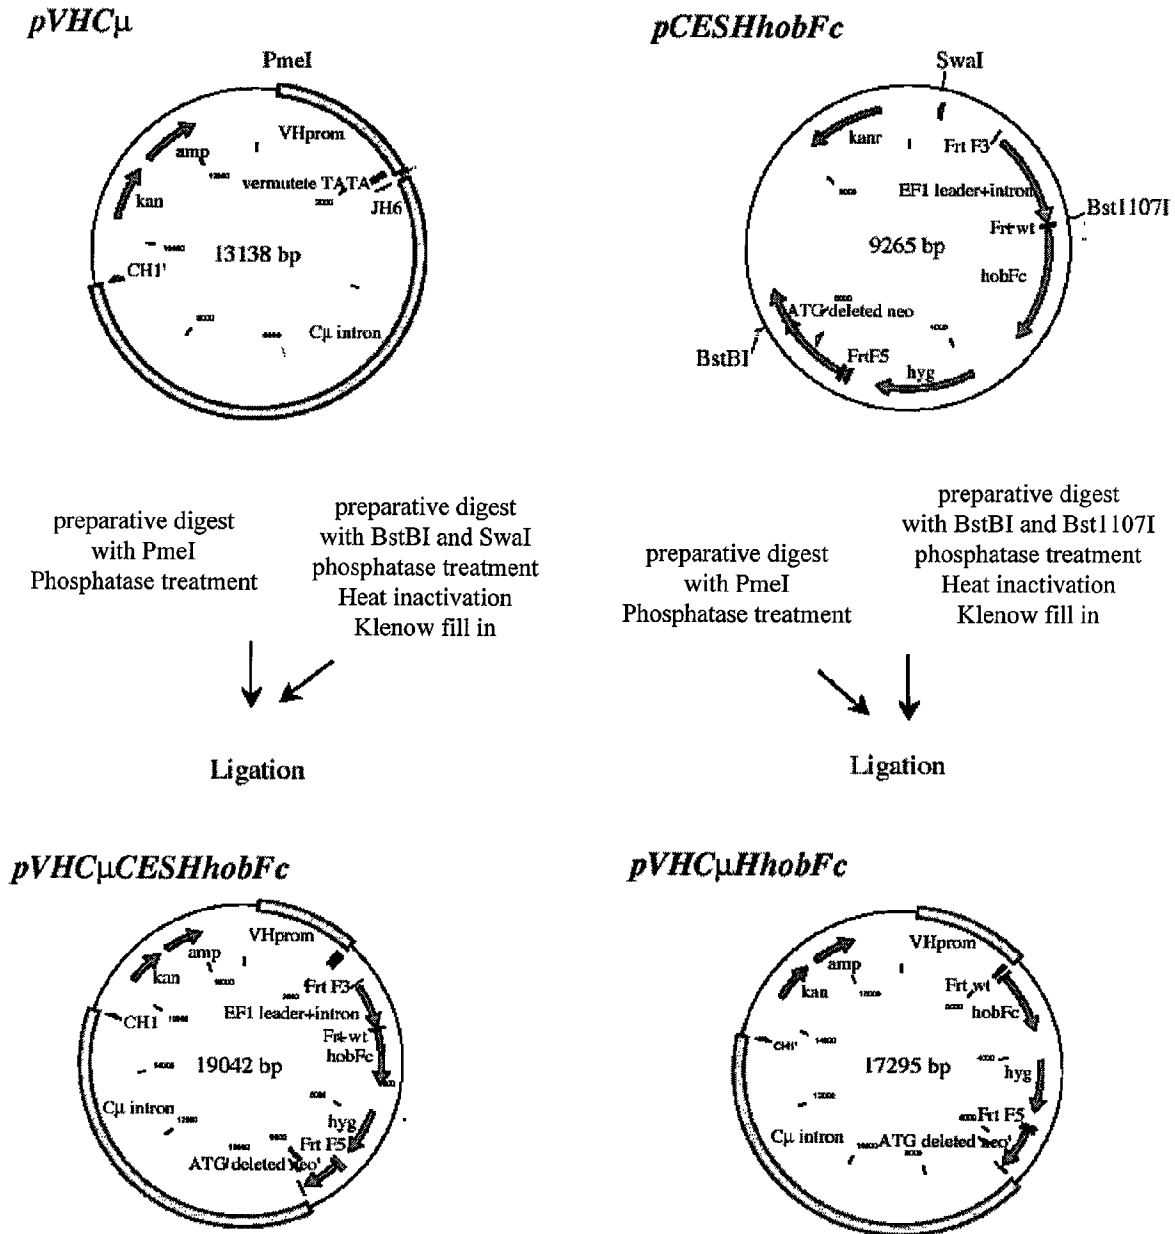 pVHCµ
PmeI
VHprom
amp
vermutete TATA
kan
JH6
13138 bp
CH1'
Cµ intron
pCESHhobFc
SwaI
kanr
Frt F3
EF1 leader+intron
Bst1107I
Frt wt
9265 bp
hobFc
ATG deleted neo
BstBI
FrtF5
hyg
preparative digest
with PmeI
Phosphatase treatment
preparative digest
with BstBI and SwaI
phosphatase treatment
Heat inactivation
Klenow fill in
Ligation
preparative digest
with PmeI
Phosphatase treatment
preparative digest
with BstBI and Bst1107I
phosphatase treatment
Heat inactivation
Klenow fill in
Ligation
pVHCµCESHhobFc
VHprom
amp
kan
Frt F3
EF1 leader+intron
CH1
Frt wt
hobFc
19042 bp
Cµ intron
hyg
Frt F5
ATG deleted neo'
pVHCµHhobFc
VHprom
amp
kan
Frt wt
hobFc
CH1'
17295 bp
hyg
Frt F5
Cµ intron
ATG deleted neo'